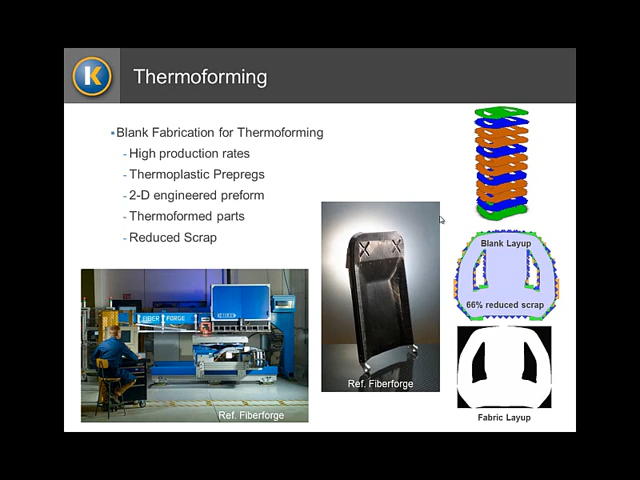 K
Thermoforming
▪Blank Fabrication for Thermoforming
- High production rates
- Thermoplastic Prepregs
- 2-D engineered preform
- Thermoformed parts
- Reduced Scrap
FIBER FORGE
Ref. Fiberforge
Ref. Fiberforge
Blank Layup
66% reduced scrap
Fabric Layup